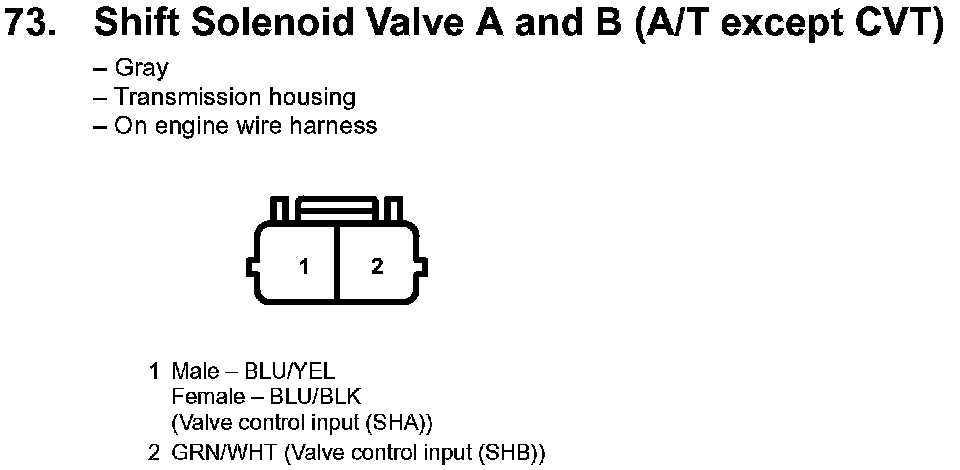 73. Shift Solenoid Valve A and B (A/T except CVT)
– Gray
– Transmission housing
– On engine wire harness
1 2
1 Male – BLU/YEL
Female – BLU/BLK
(Valve control input (SHA))
2 GRN/WHT (Valve control input (SHB))